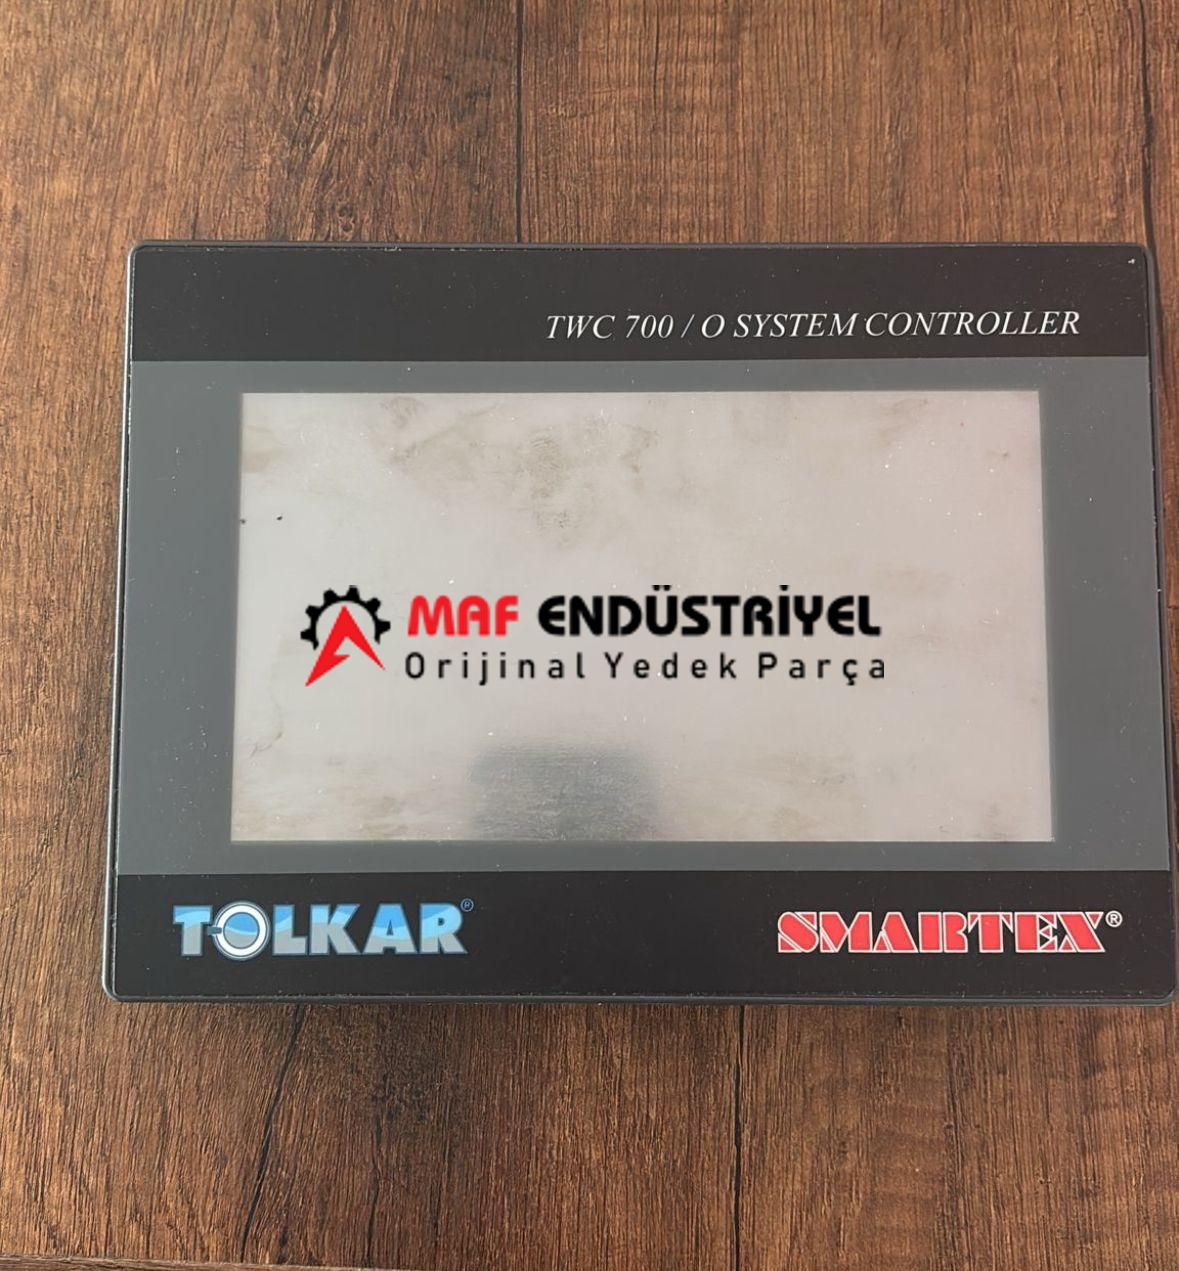 TWC 700 / O SYSTEM CONTROLLER
MAF ENDÜSTRİYEL
Orijinal Yedek Parça
TOLKAR®
SMARTEX®